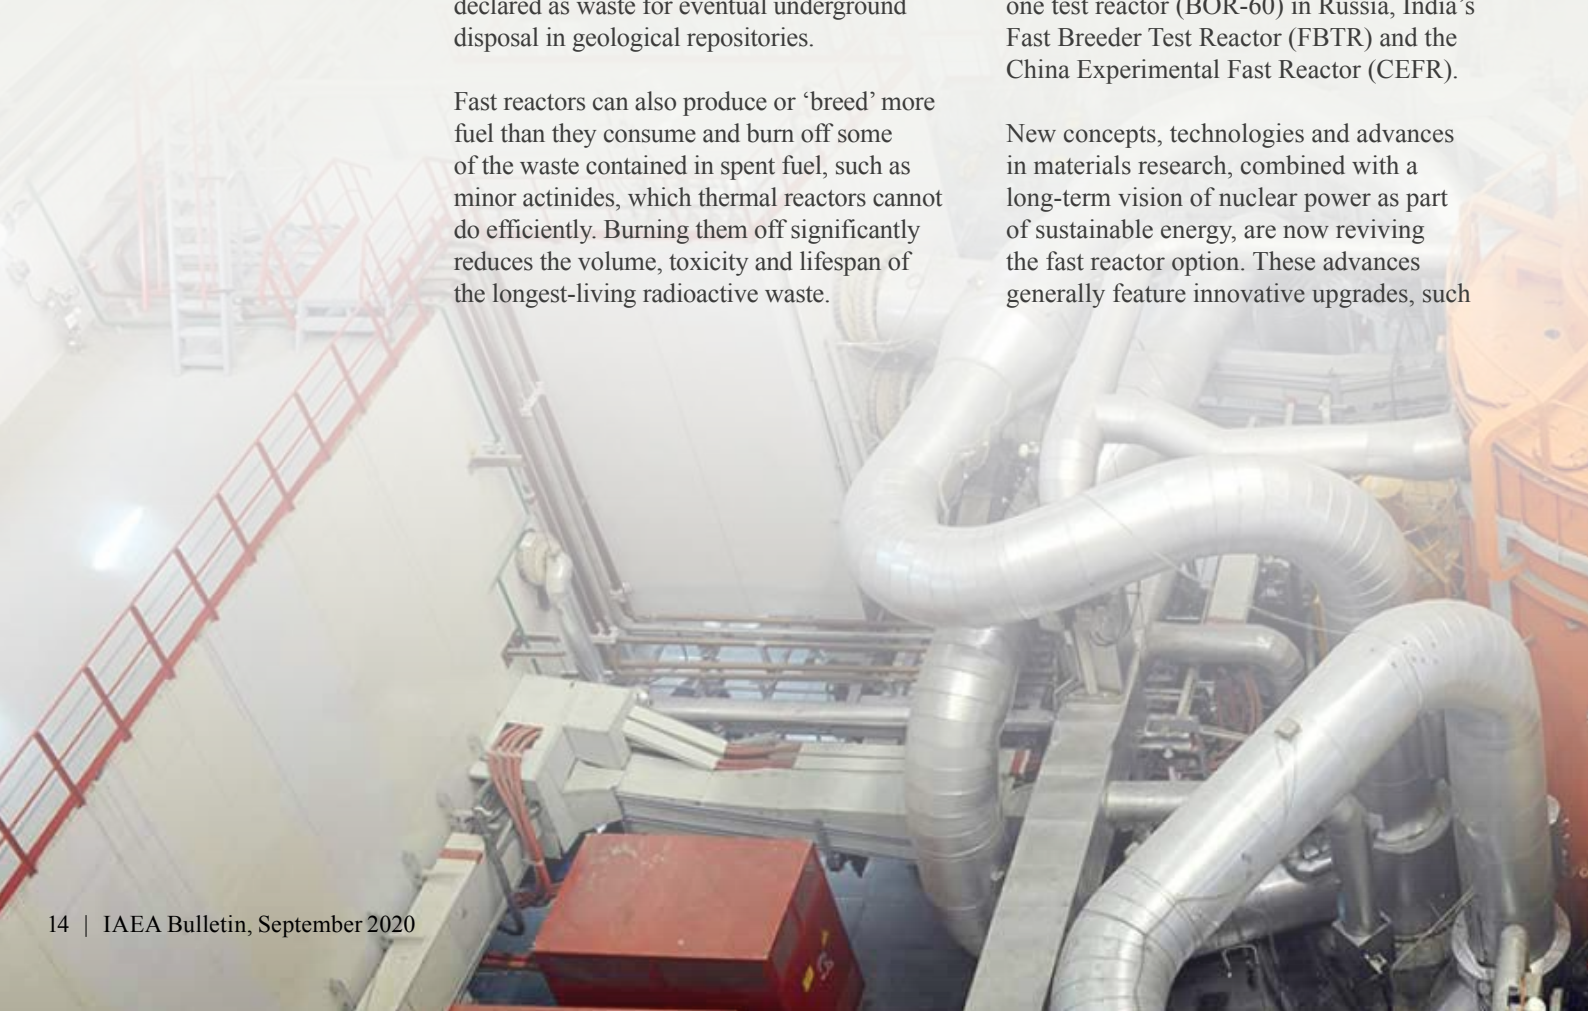 declared as waste for eventual underground
disposal in geological repositories.
Fast reactors can also produce or ‘breed’ more
fuel than they consume and burn off some
of the waste contained in spent fuel, such as
minor actinides, which thermal reactors cannot
do efficiently. Burning them off significantly
reduces the volume, toxicity and lifespan of
the longest-living radioactive waste.
one test reactor (BOR-60) in Russia, India’s
Fast Breeder Test Reactor (FBTR) and the
China Experimental Fast Reactor (CEFR).
New concepts, technologies and advances
in materials research, combined with a
long-term vision of nuclear power as part
of sustainable energy, are now reviving
the fast reactor option. These advances
generally feature innovative upgrades, such
14 | IAEA Bulletin, September 2020